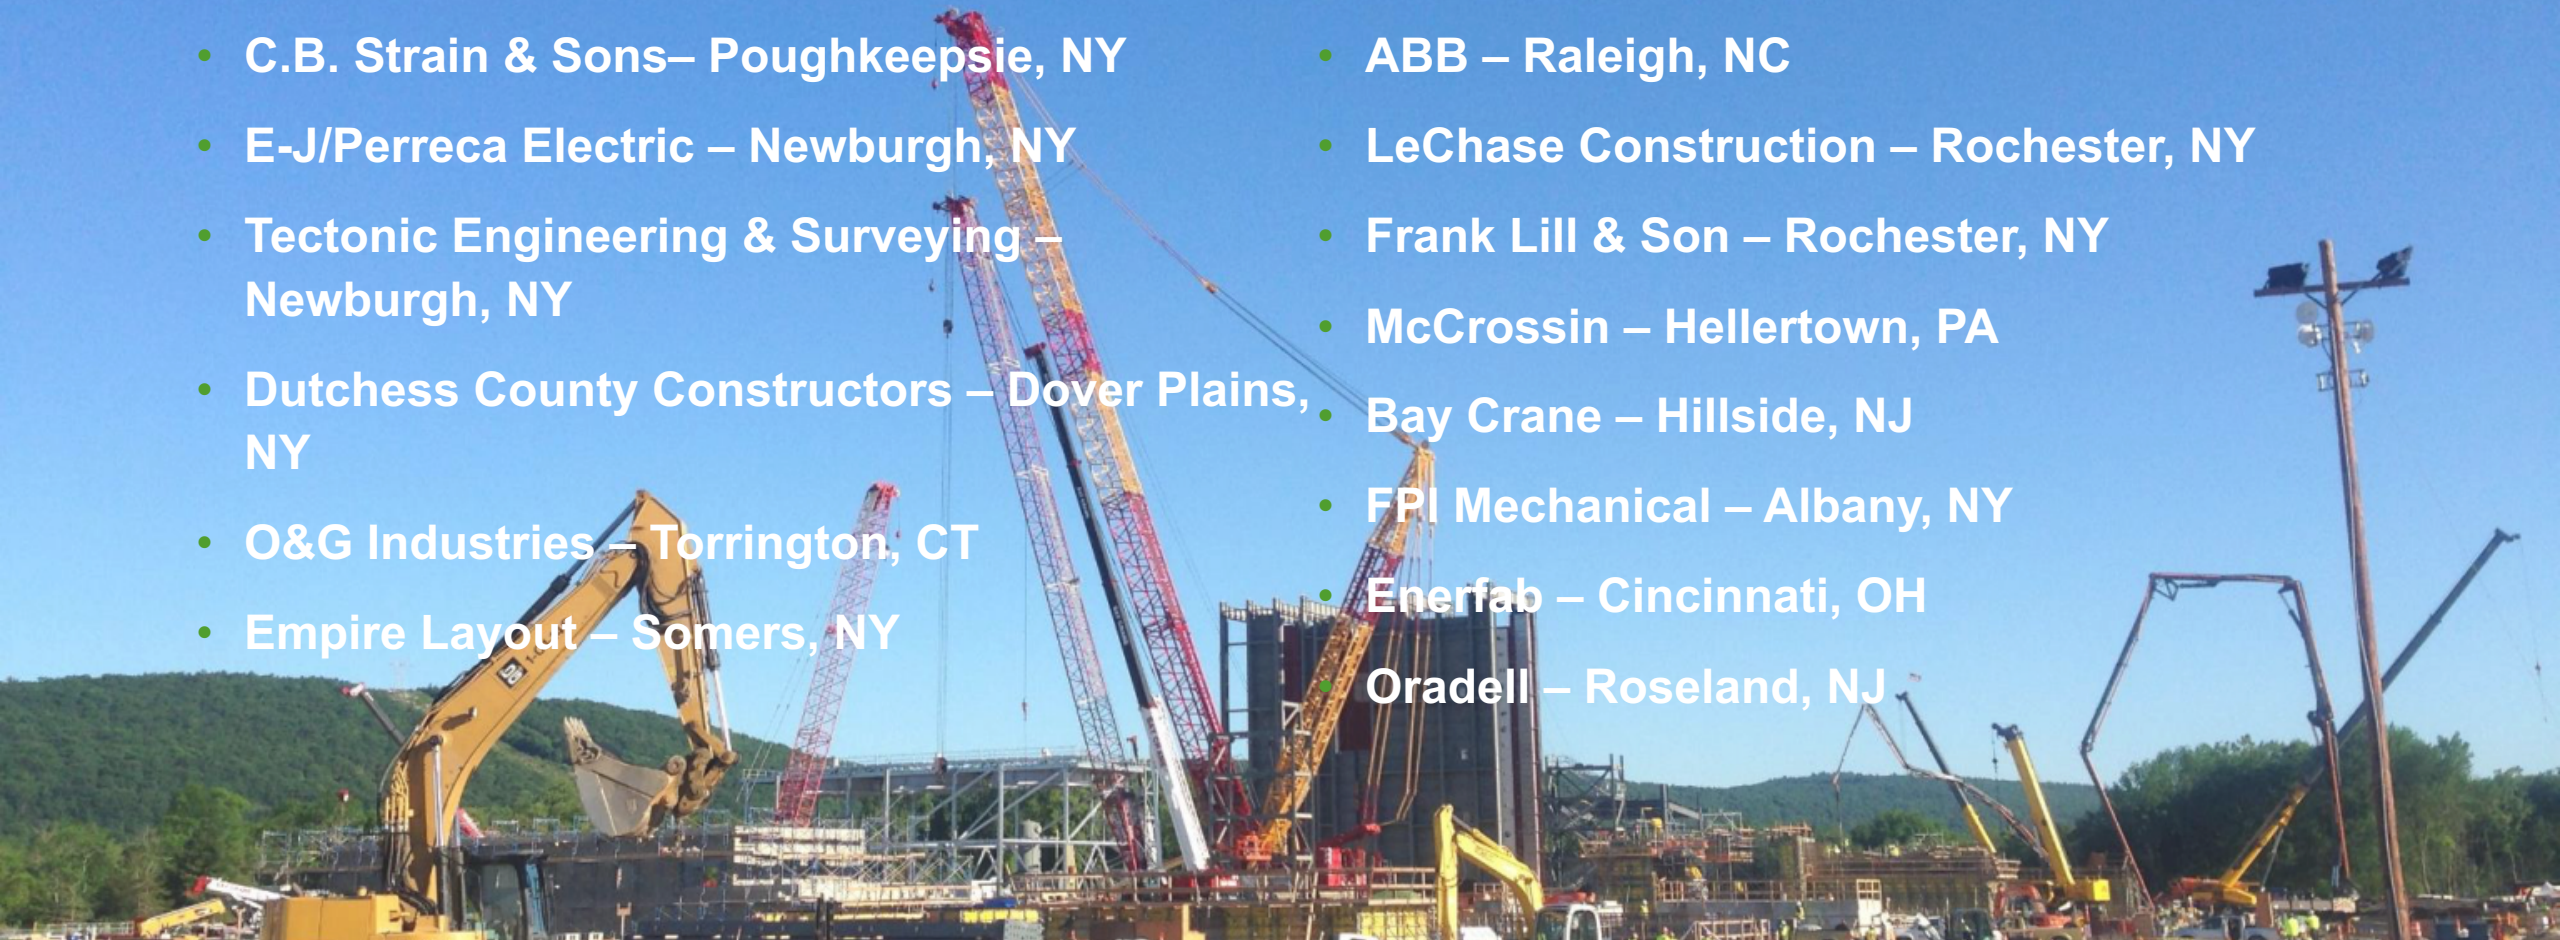 • C.B. Strain & Sons– Poughkeepsie, NY
• E-J/Perreca Electric – Newburgh, NY
• Tectonic Engineering & Surveying –
Newburgh, NY
• Dutchess County Constructors – Dover Plains,
NY
• O&G Industries – Torrington, CT
• Empire Layout – Somers, NY
• ABB – Raleigh, NC
• LeChase Construction – Rochester, NY
• Frank Lill & Son – Rochester, NY
• McCrossin – Hellertown, PA
• Bay Crane – Hillside, NJ
• FPI Mechanical – Albany, NY
• Enerfab – Cincinnati, OH
• Oradell – Roseland, NJ